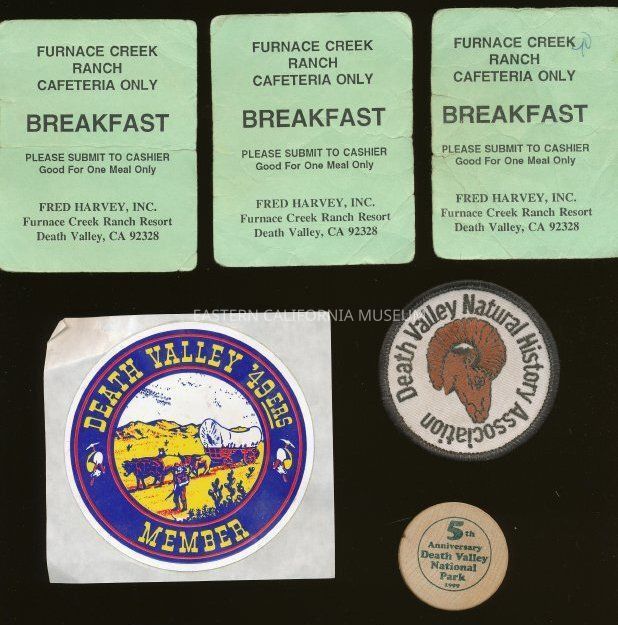 FURNACE CREEK
RANCH
CAFETERIA ONLY
BREAKFAST
PLEASE SUBMIT TO CASHIER
Good For One Meal Only
FRED HARVEY, INC.
Furnace Creek Ranch Resort
Death Valley, CA 92328
FURNACE CREEK
RANCH
CAFETERIA ONLY
BREAKFAST
PLEASE SUBMIT TO CASHIER
Good For One Meal Only
FRED HARVEY, INC.
Furnace Creek Ranch Resort
Death Valley, CA 92328
FURNACE CREEK
RANCH
CAFETERIA ONLY
BREAKFAST
PLEASE SUBMIT TO CASHIER
Good For One Meal Only
FRED HARVEY, INC.
Furnace Creek Ranch Resort
Death Valley, CA 92328
EASTERN CALIFORNIA MUSEUM
DEATH VALLEY '49ERS
MEMBER
Death Valley Natural History Association
5th
Anniversary
Death Valley
National
Park
1999